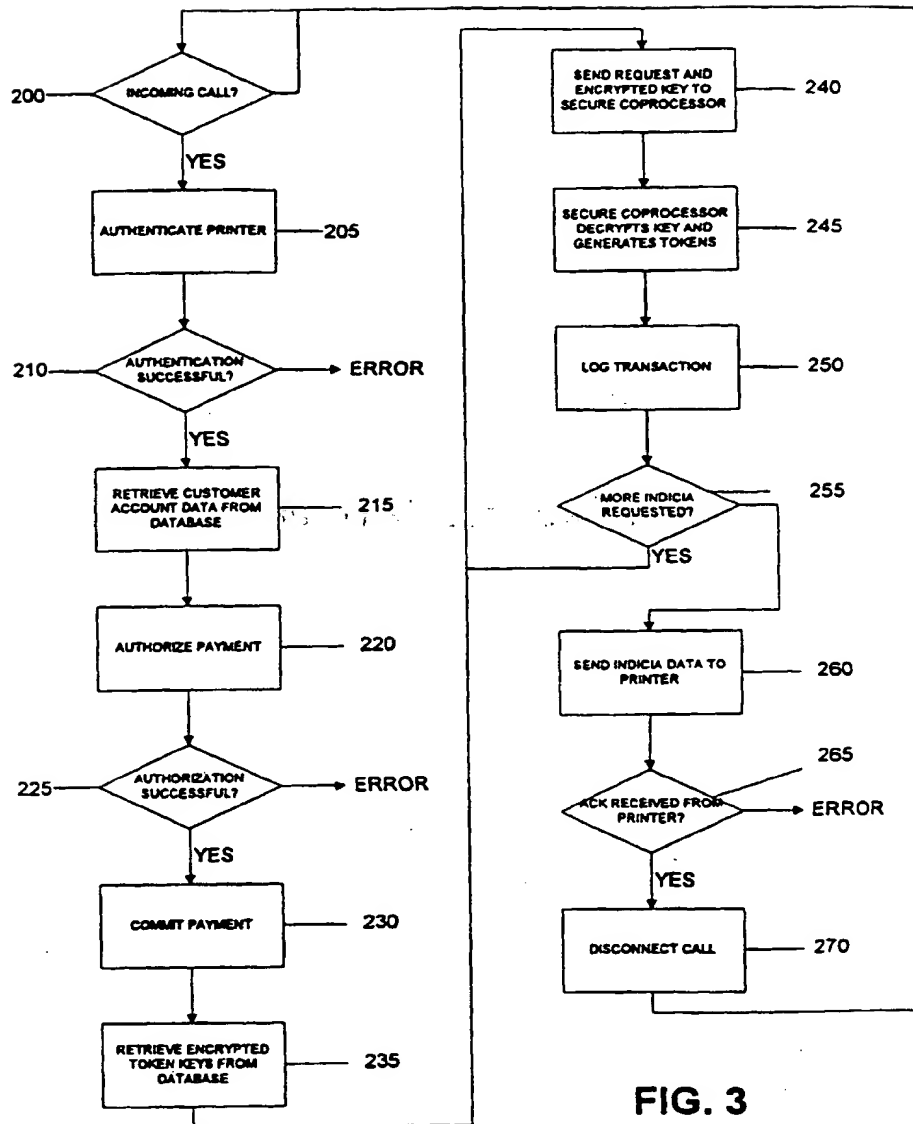 200
INCOMING CALL?
YES
AUTHENTICATE PRINTER
205
210
AUTHENTICATION
SUCCESSFUL?
ERROR
YES
RETRIEVE CUSTOMER
ACCOUNT DATA FROM
DATABASE
215
AUTHORIZE PAYMENT
220
225
AUTHORIZATION
SUCCESSFUL?
ERROR
YES
COMMIT PAYMENT
230
RETRIEVE ENCRYPTED
TOKEN KEYS FROM
DATABASE
235
SEND REQUEST AND
ENCRYPTED KEY TO
SECURE COPROCESSOR
240
SECURE COPROCESSOR
DECRYPTS KEY AND
GENERATES TOKENS
245
LOG TRANSACTION
250
MORE INDICIA
REQUESTED?
255
YES
SEND INDICIA DATA TO
PRINTER
260
265
ACK RECEIVED FROM
PRINTER?
ERROR
YES
DISCONNECT CALL
270
FIG. 3